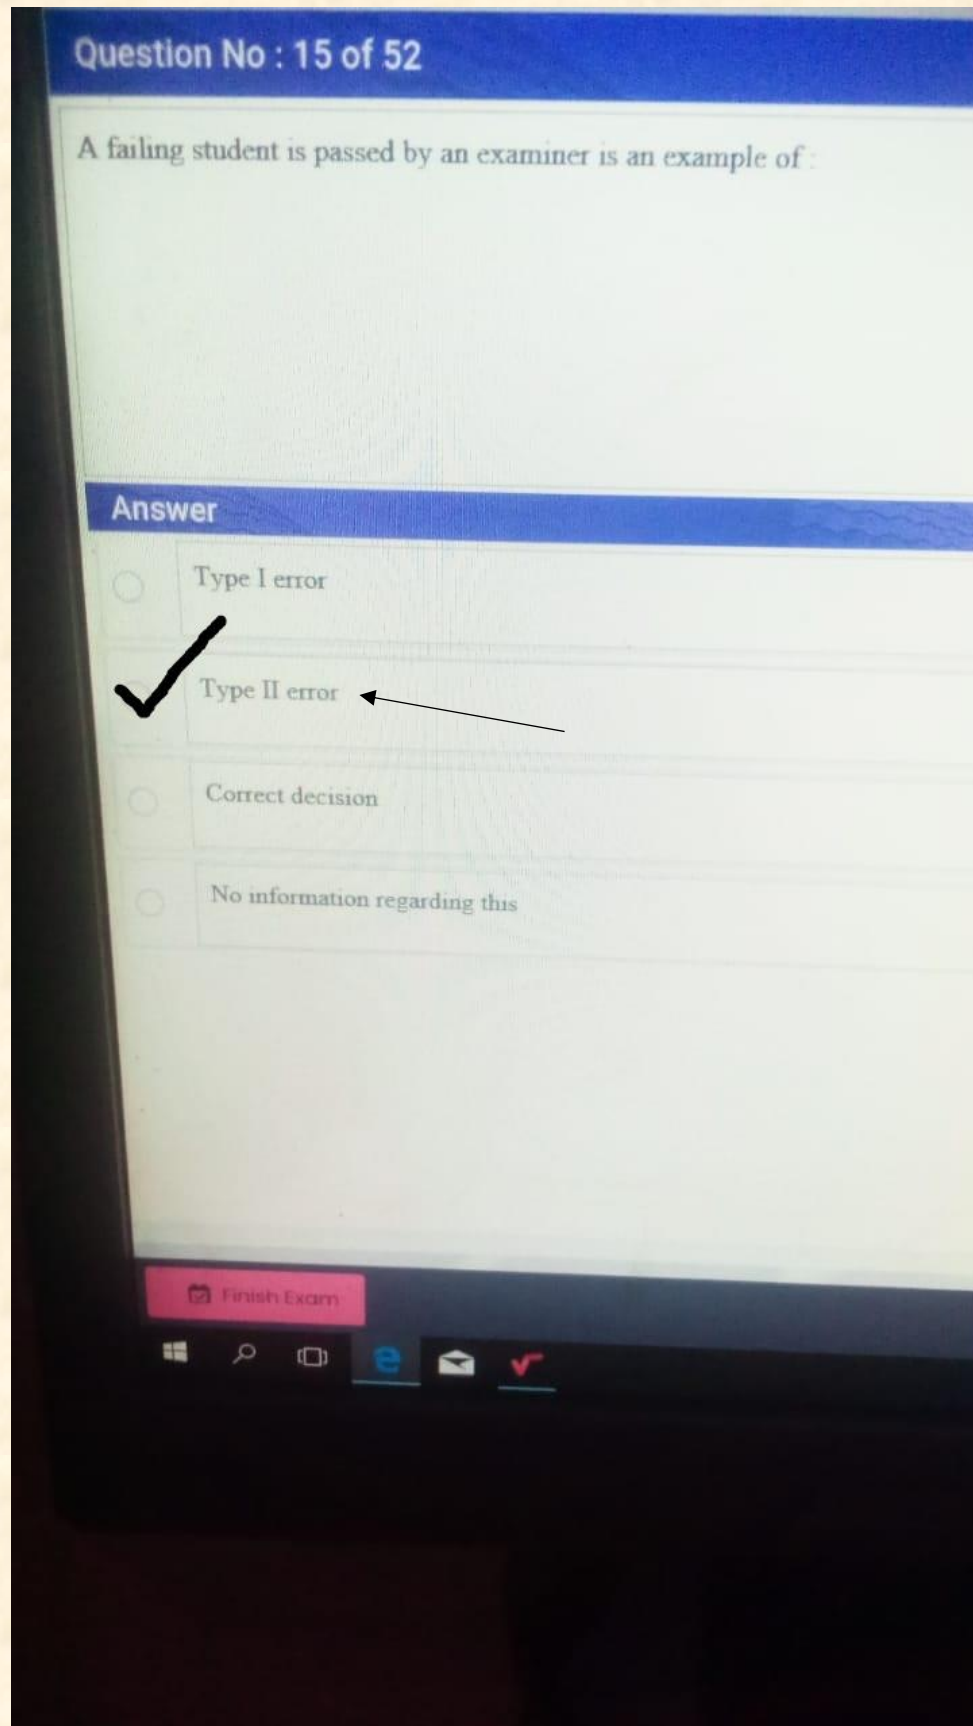 Question No : 15 of 52
A failing student is passed by an examiner is an example of :
Answer
Type I error
Type II error
Correct decision
No information regarding this
Finish Exam